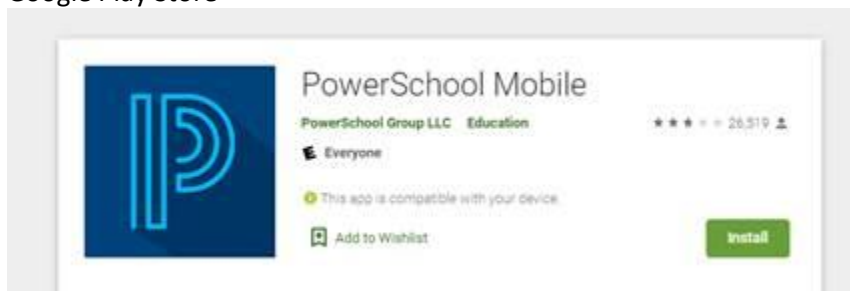 Google Play Store
PowerSchool Mobile
PowerSchool Group LLC Education
26,519
E Everyone
This app is compatible with your device.
Add to Wishlist
Install